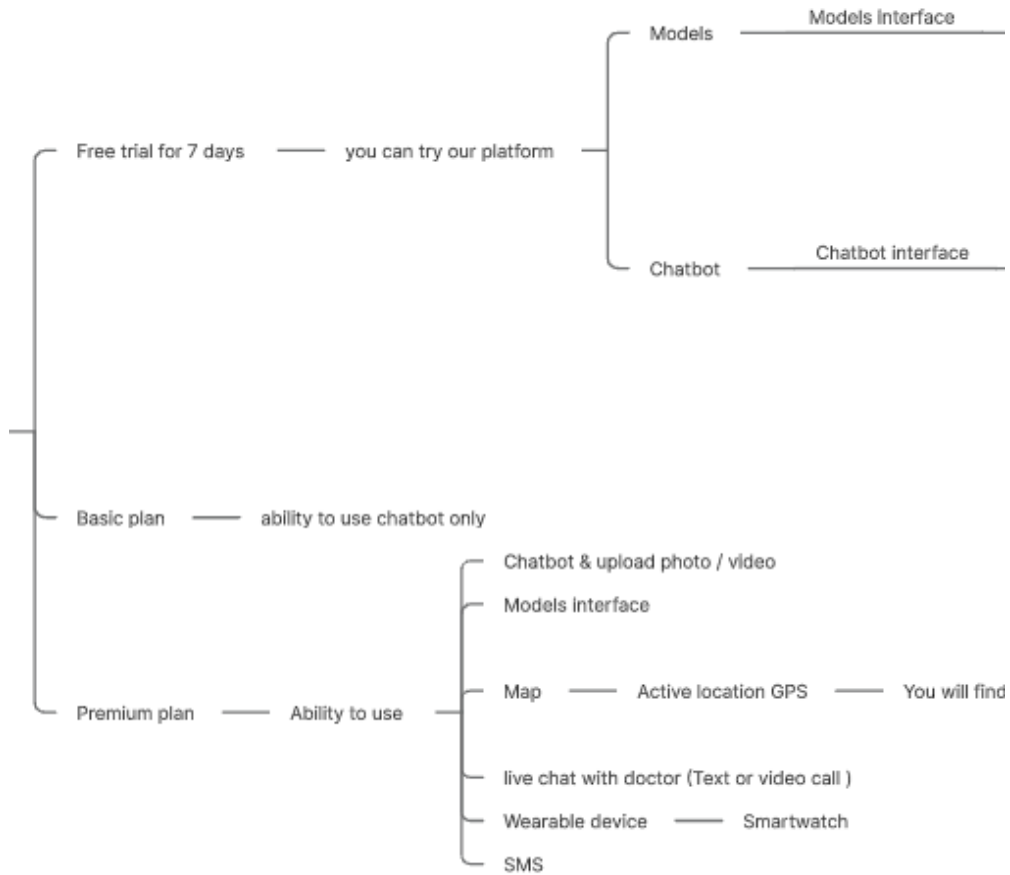 Models interface
Models
Free trial for 7 days
you can try our platform
Chatbot interface
Chatbot
Basic plan
ability to use chatbot only
Chatbot & upload photo / video
Models interface
Map
Active location GPS
You will find
Premium plan
Ability to use
live chat with doctor (Text or video call )
Wearable device
Smartwatch
SMS